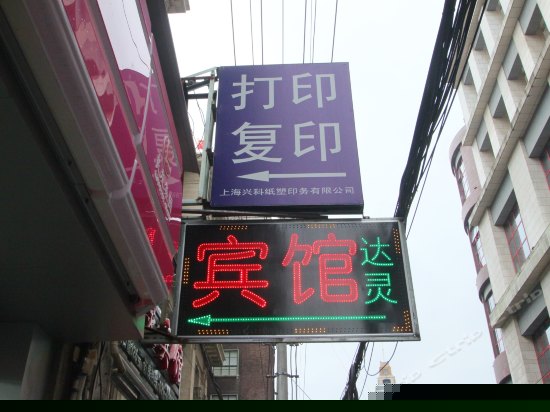 打印
复印
上海兴科纸塑印务有限公司
宾馆
达灵